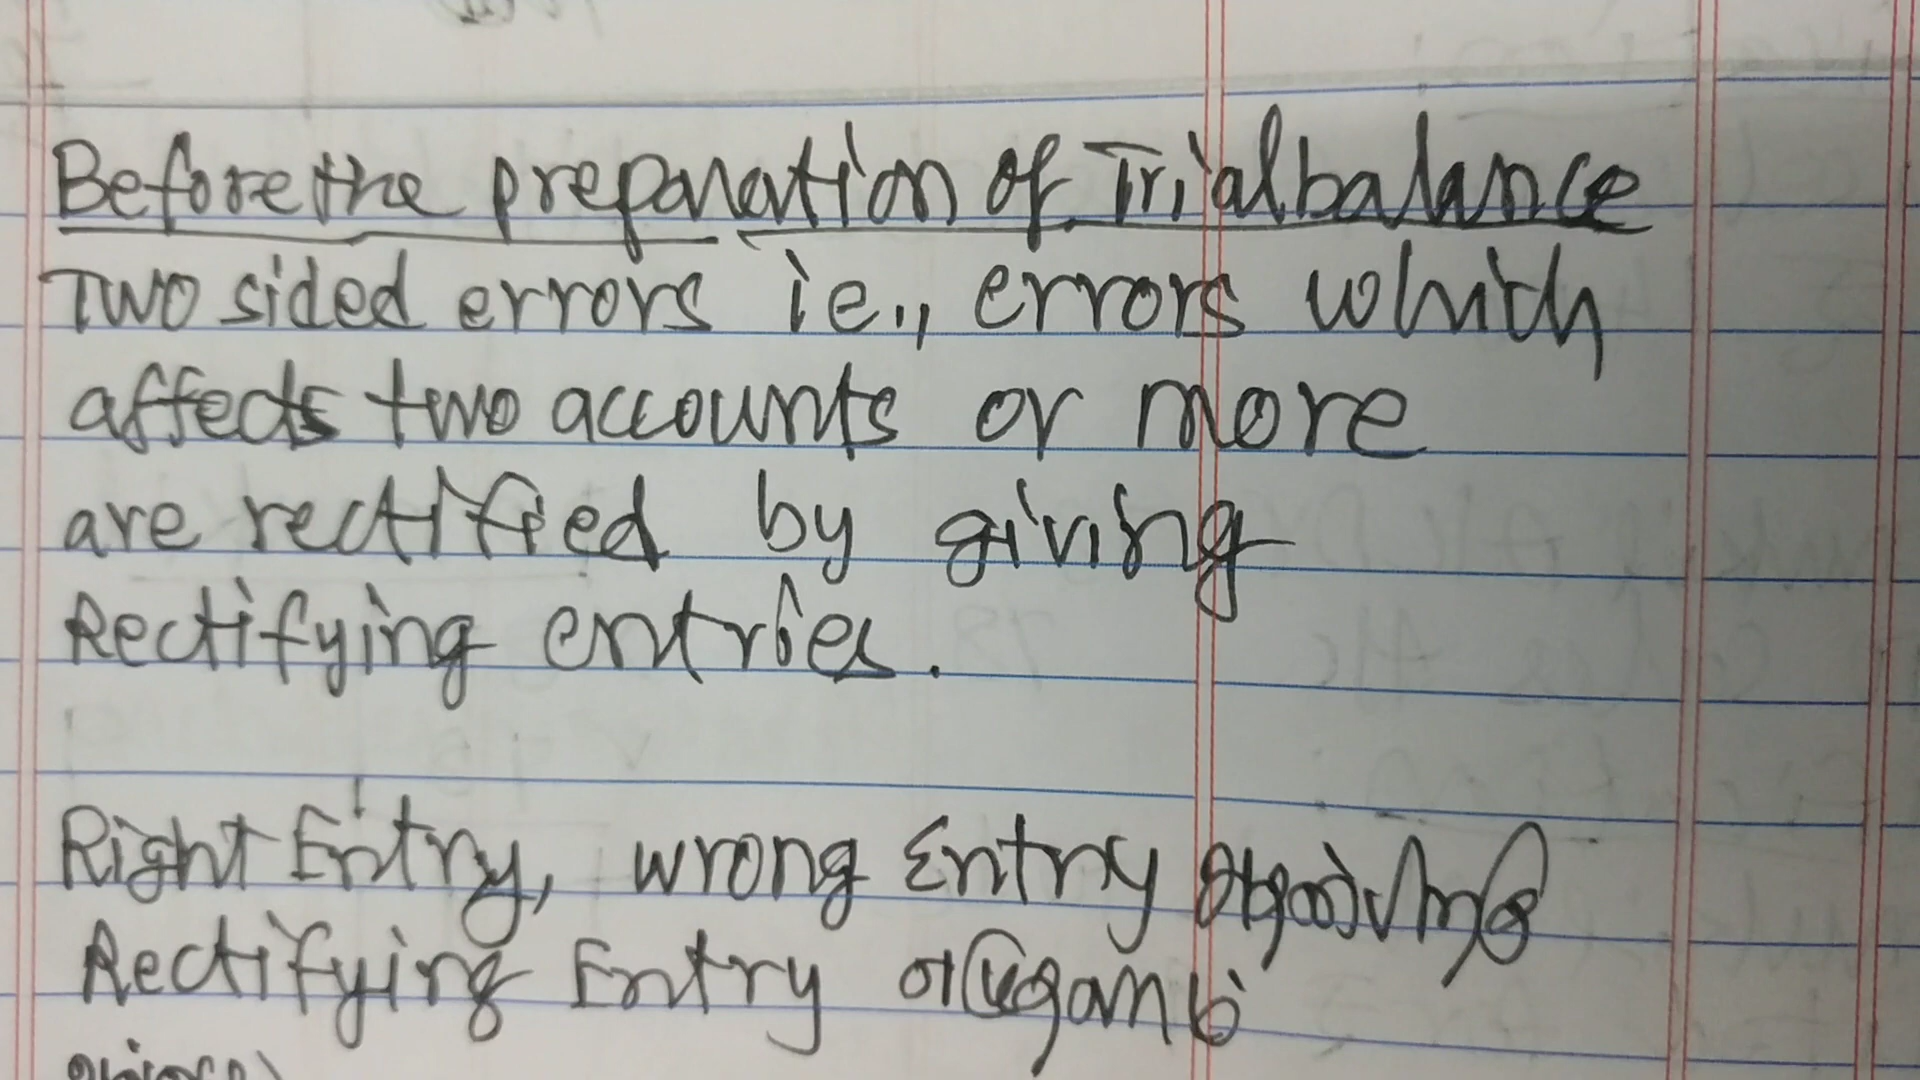 Before the preparation of Trial balance
Two sided errors ie., errors which
affects two accounts or more
are rectified by giving
Rectifying entries.
Right Entry, wrong Entry
Rectifying Entry